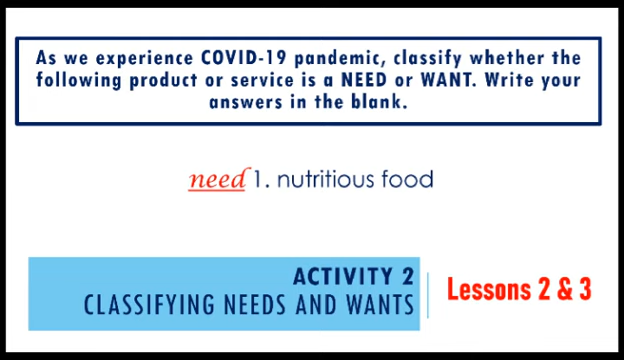 As we experience COVID-19 pandemic, classify whether the
following product or service is a NEED or WANT. Write your
answers in the blank.
need 1. nutritious food
ACTIVITY 2
CLASSIFYING NEEDS AND WANTS
Lessons 2 & 3